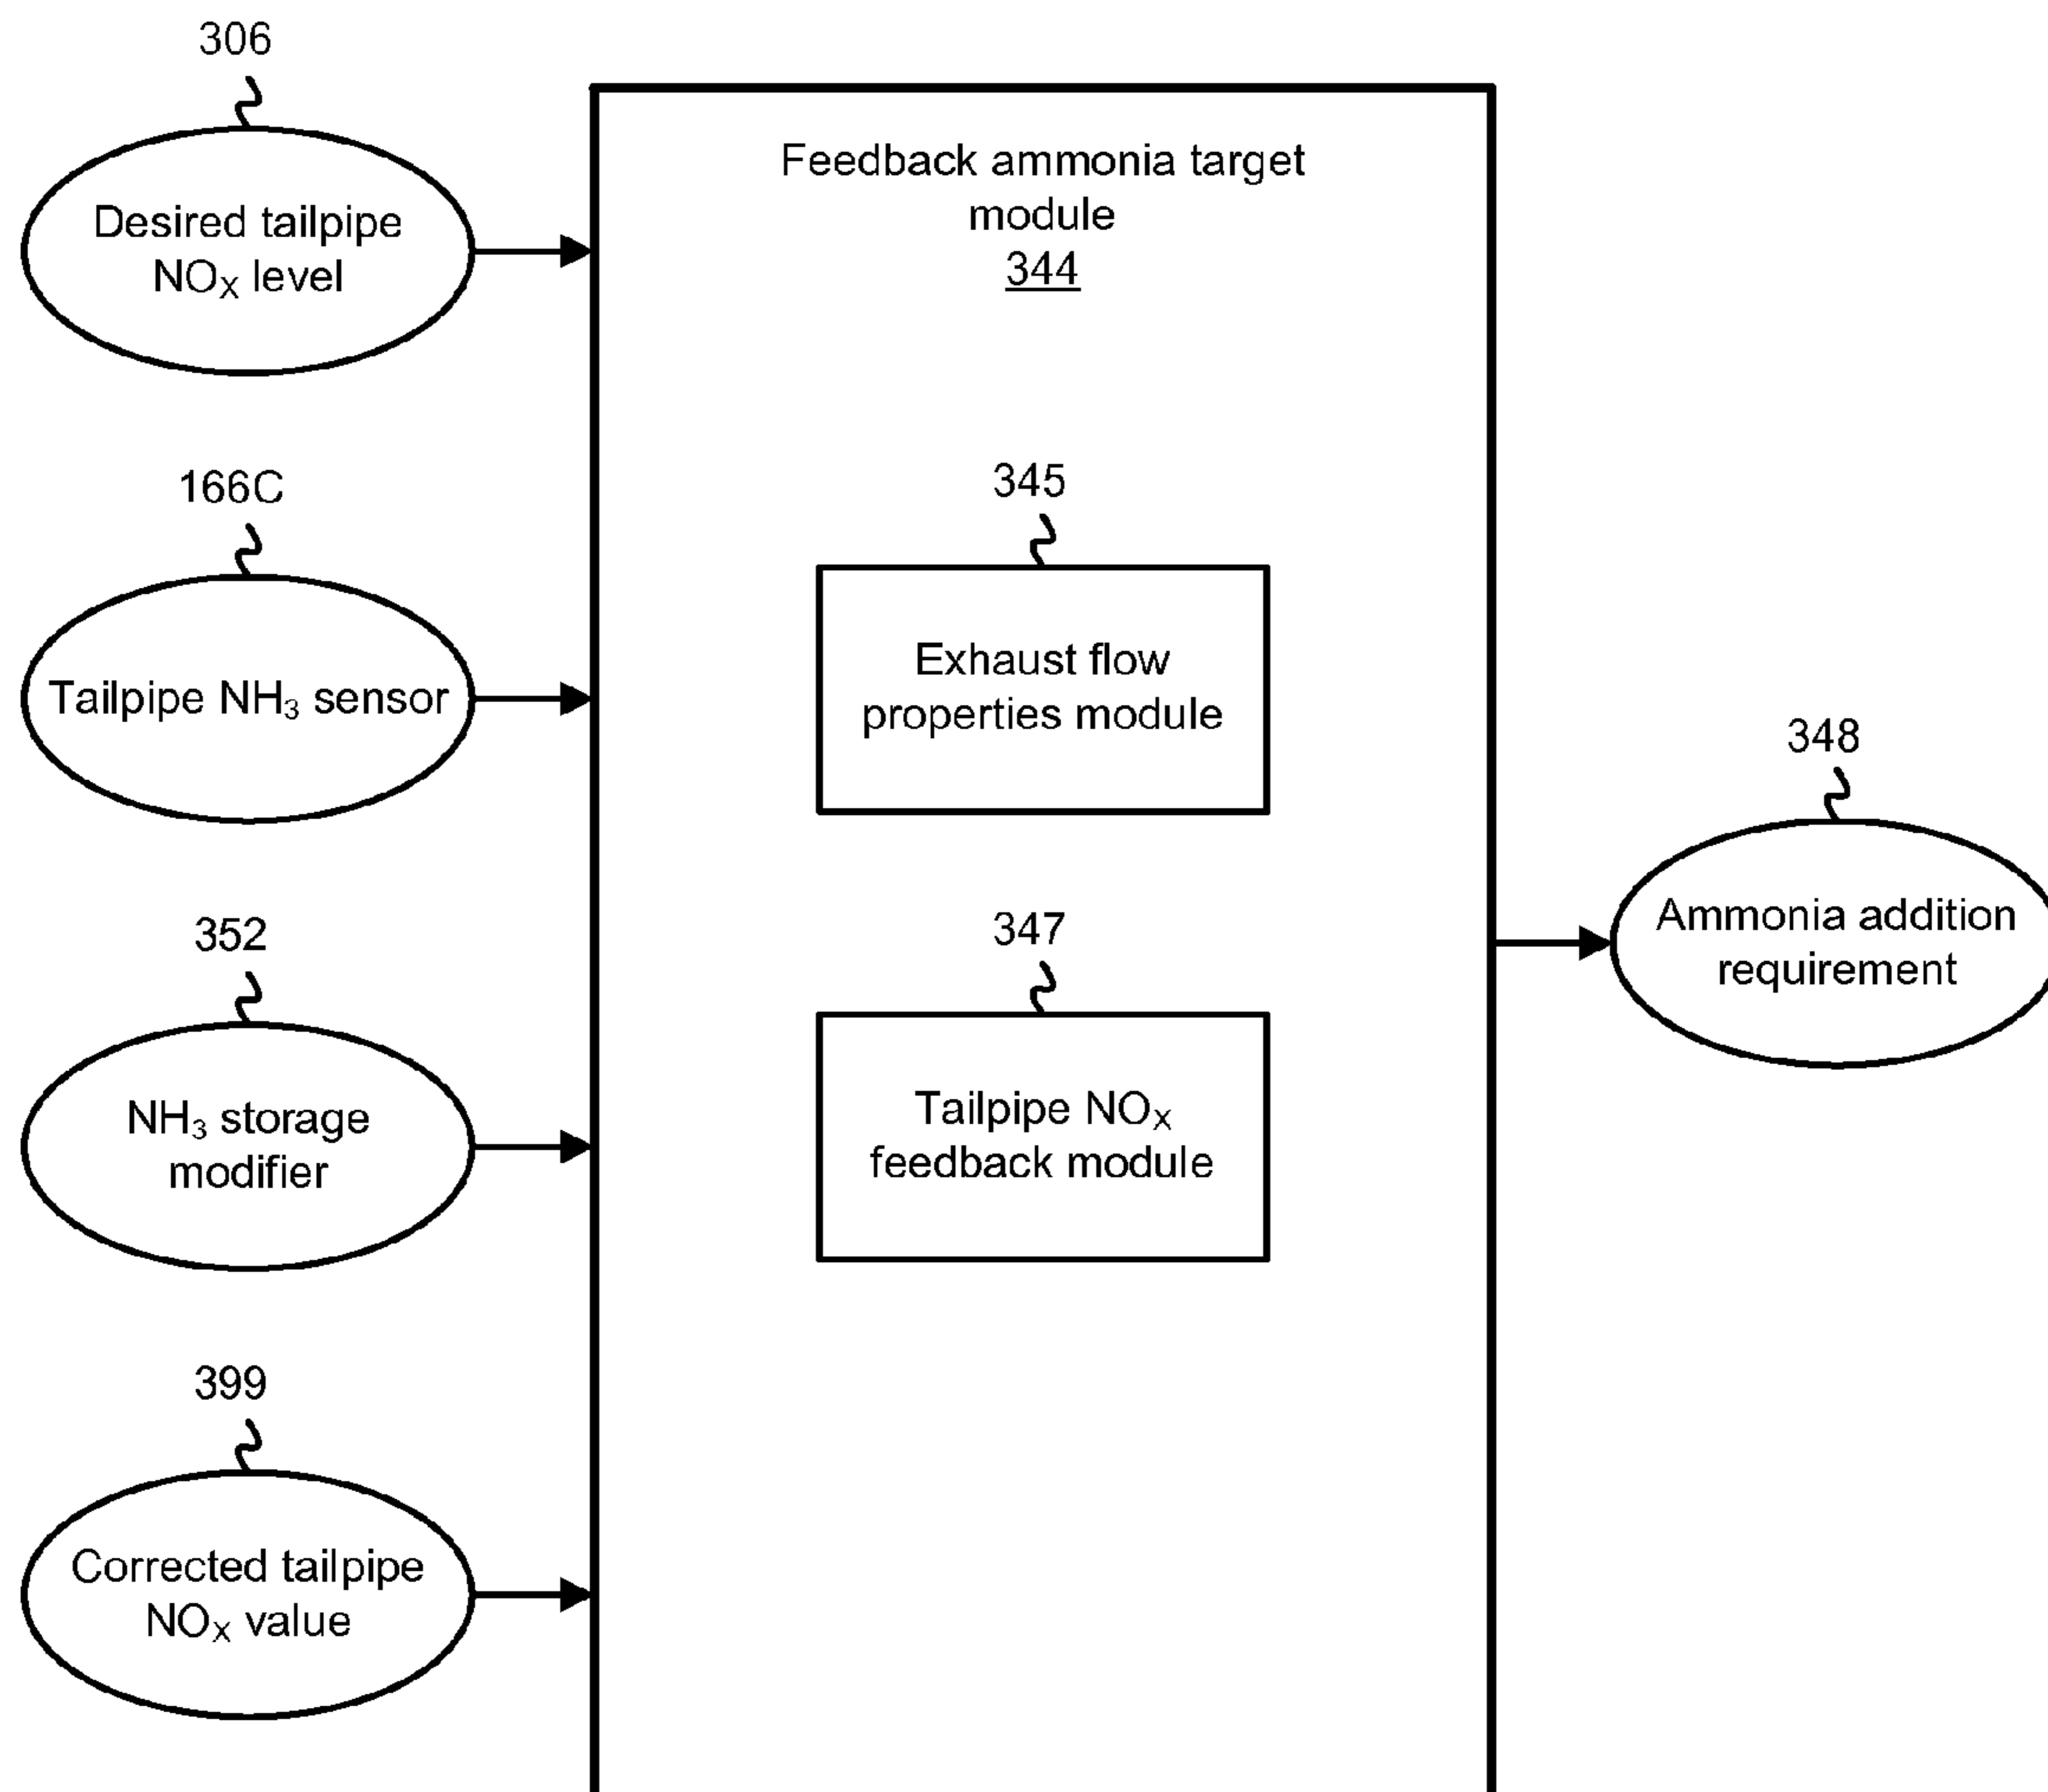 306
Desired tailpipe
NOX level
166C
Tailpipe NH3 sensor
352
NH3 storage
modifier
399
Corrected tailpipe
NOX value
Feedback ammonia target
module
344
345
Exhaust flow
properties module
347
Tailpipe NOX
feedback module
348
Ammonia addition
requirement